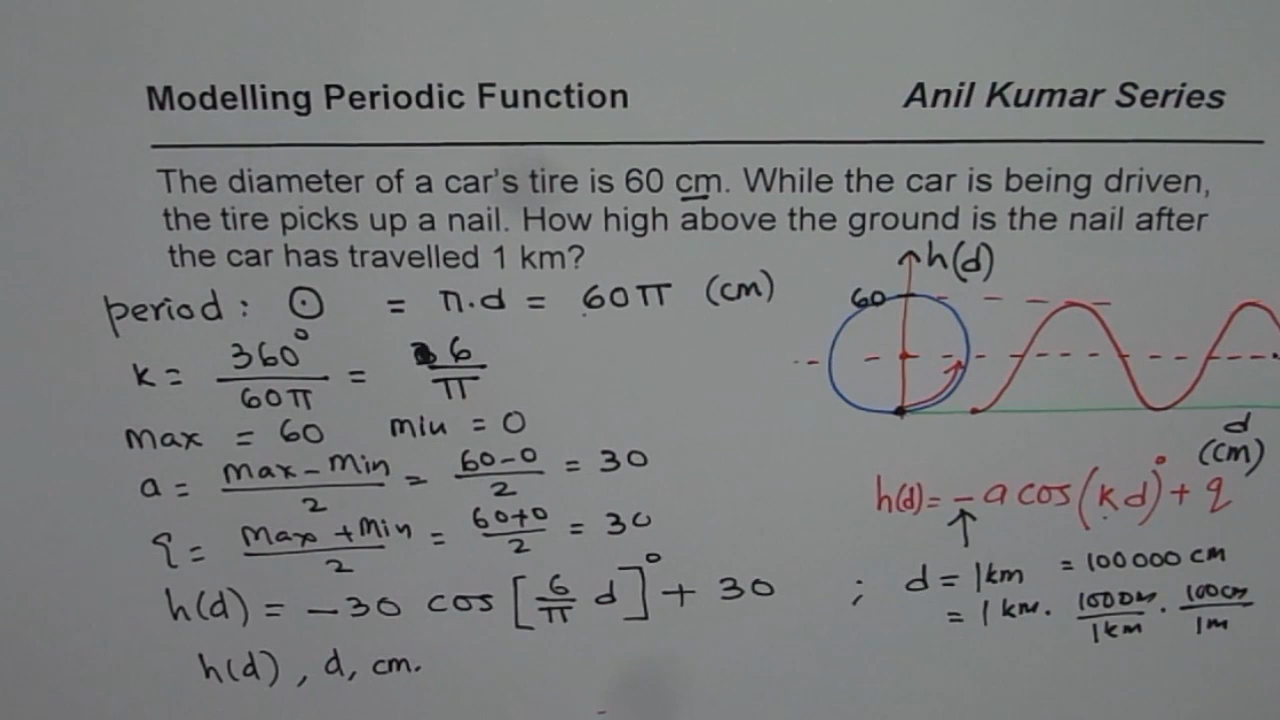 Modelling Periodic Function Anil Kumar Series
The diameter of a car's tire is 60 cm. While the car is being driven,
the tire picks up a nail. How high above the ground is the nail after
the car has travelled 1 km?
h(d)
60
d
(cm)
period: ⊙ = π.d = 60π (cm)
k = 360° / 60π = 6 / π
max = 60 min = 0
a = (max - min) / 2 = (60-0) / 2 = 30
q = (max + min) / 2 = (60+0) / 2 = 30
h(d) = -a cos(kd)° + q
↑
h(d) = -30 cos [6/π d]° + 30 ; d = 1km = 100000 cm
= 1 km. 1000m/1km . 100cm/1m
h(d), d, cm.